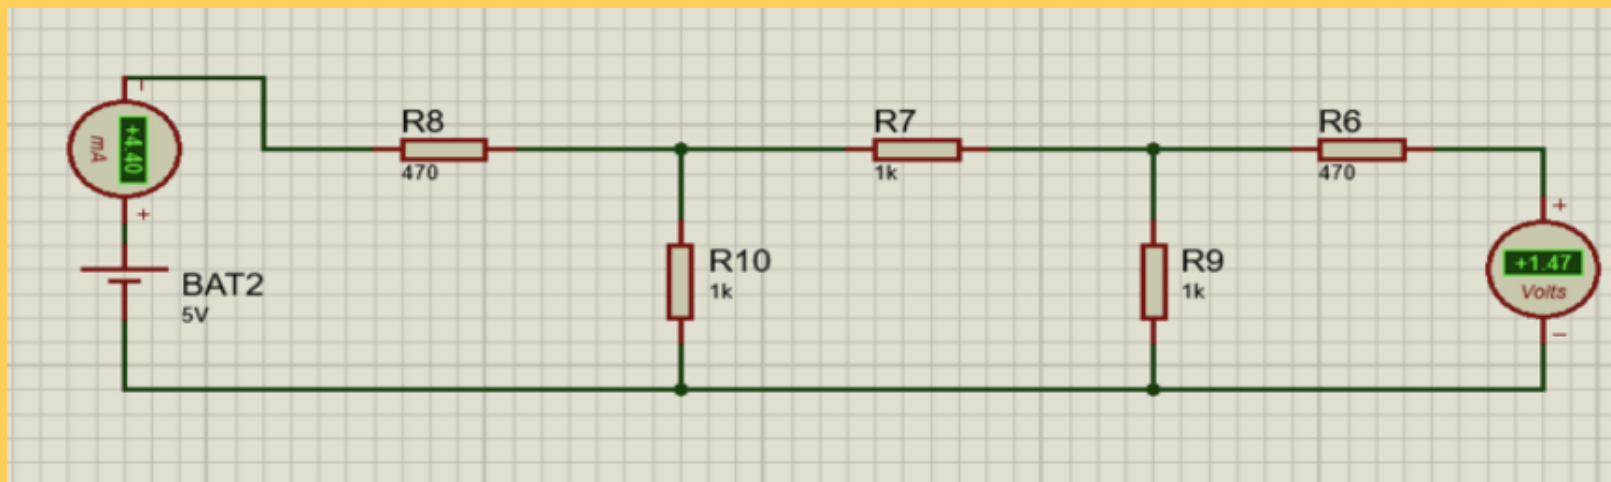 R8
470
R7
1k
R6
470
mA
+4.40
+
BAT2
5V
R10
1k
R9
1k
+
+1.47
Volts
−